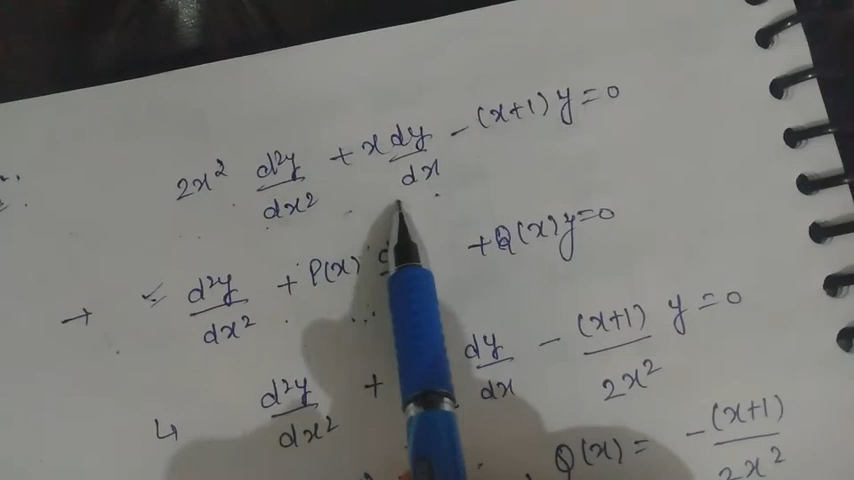 2x² d²y/dx² + x dy/dx - (x+1) y = 0
→ d²y/dx² + P(x) + Q(x) y = 0
↳ d²y/dx² + dy/dx - (x+1)/2x² y = 0
Q(x) = -(x+1)/2x²